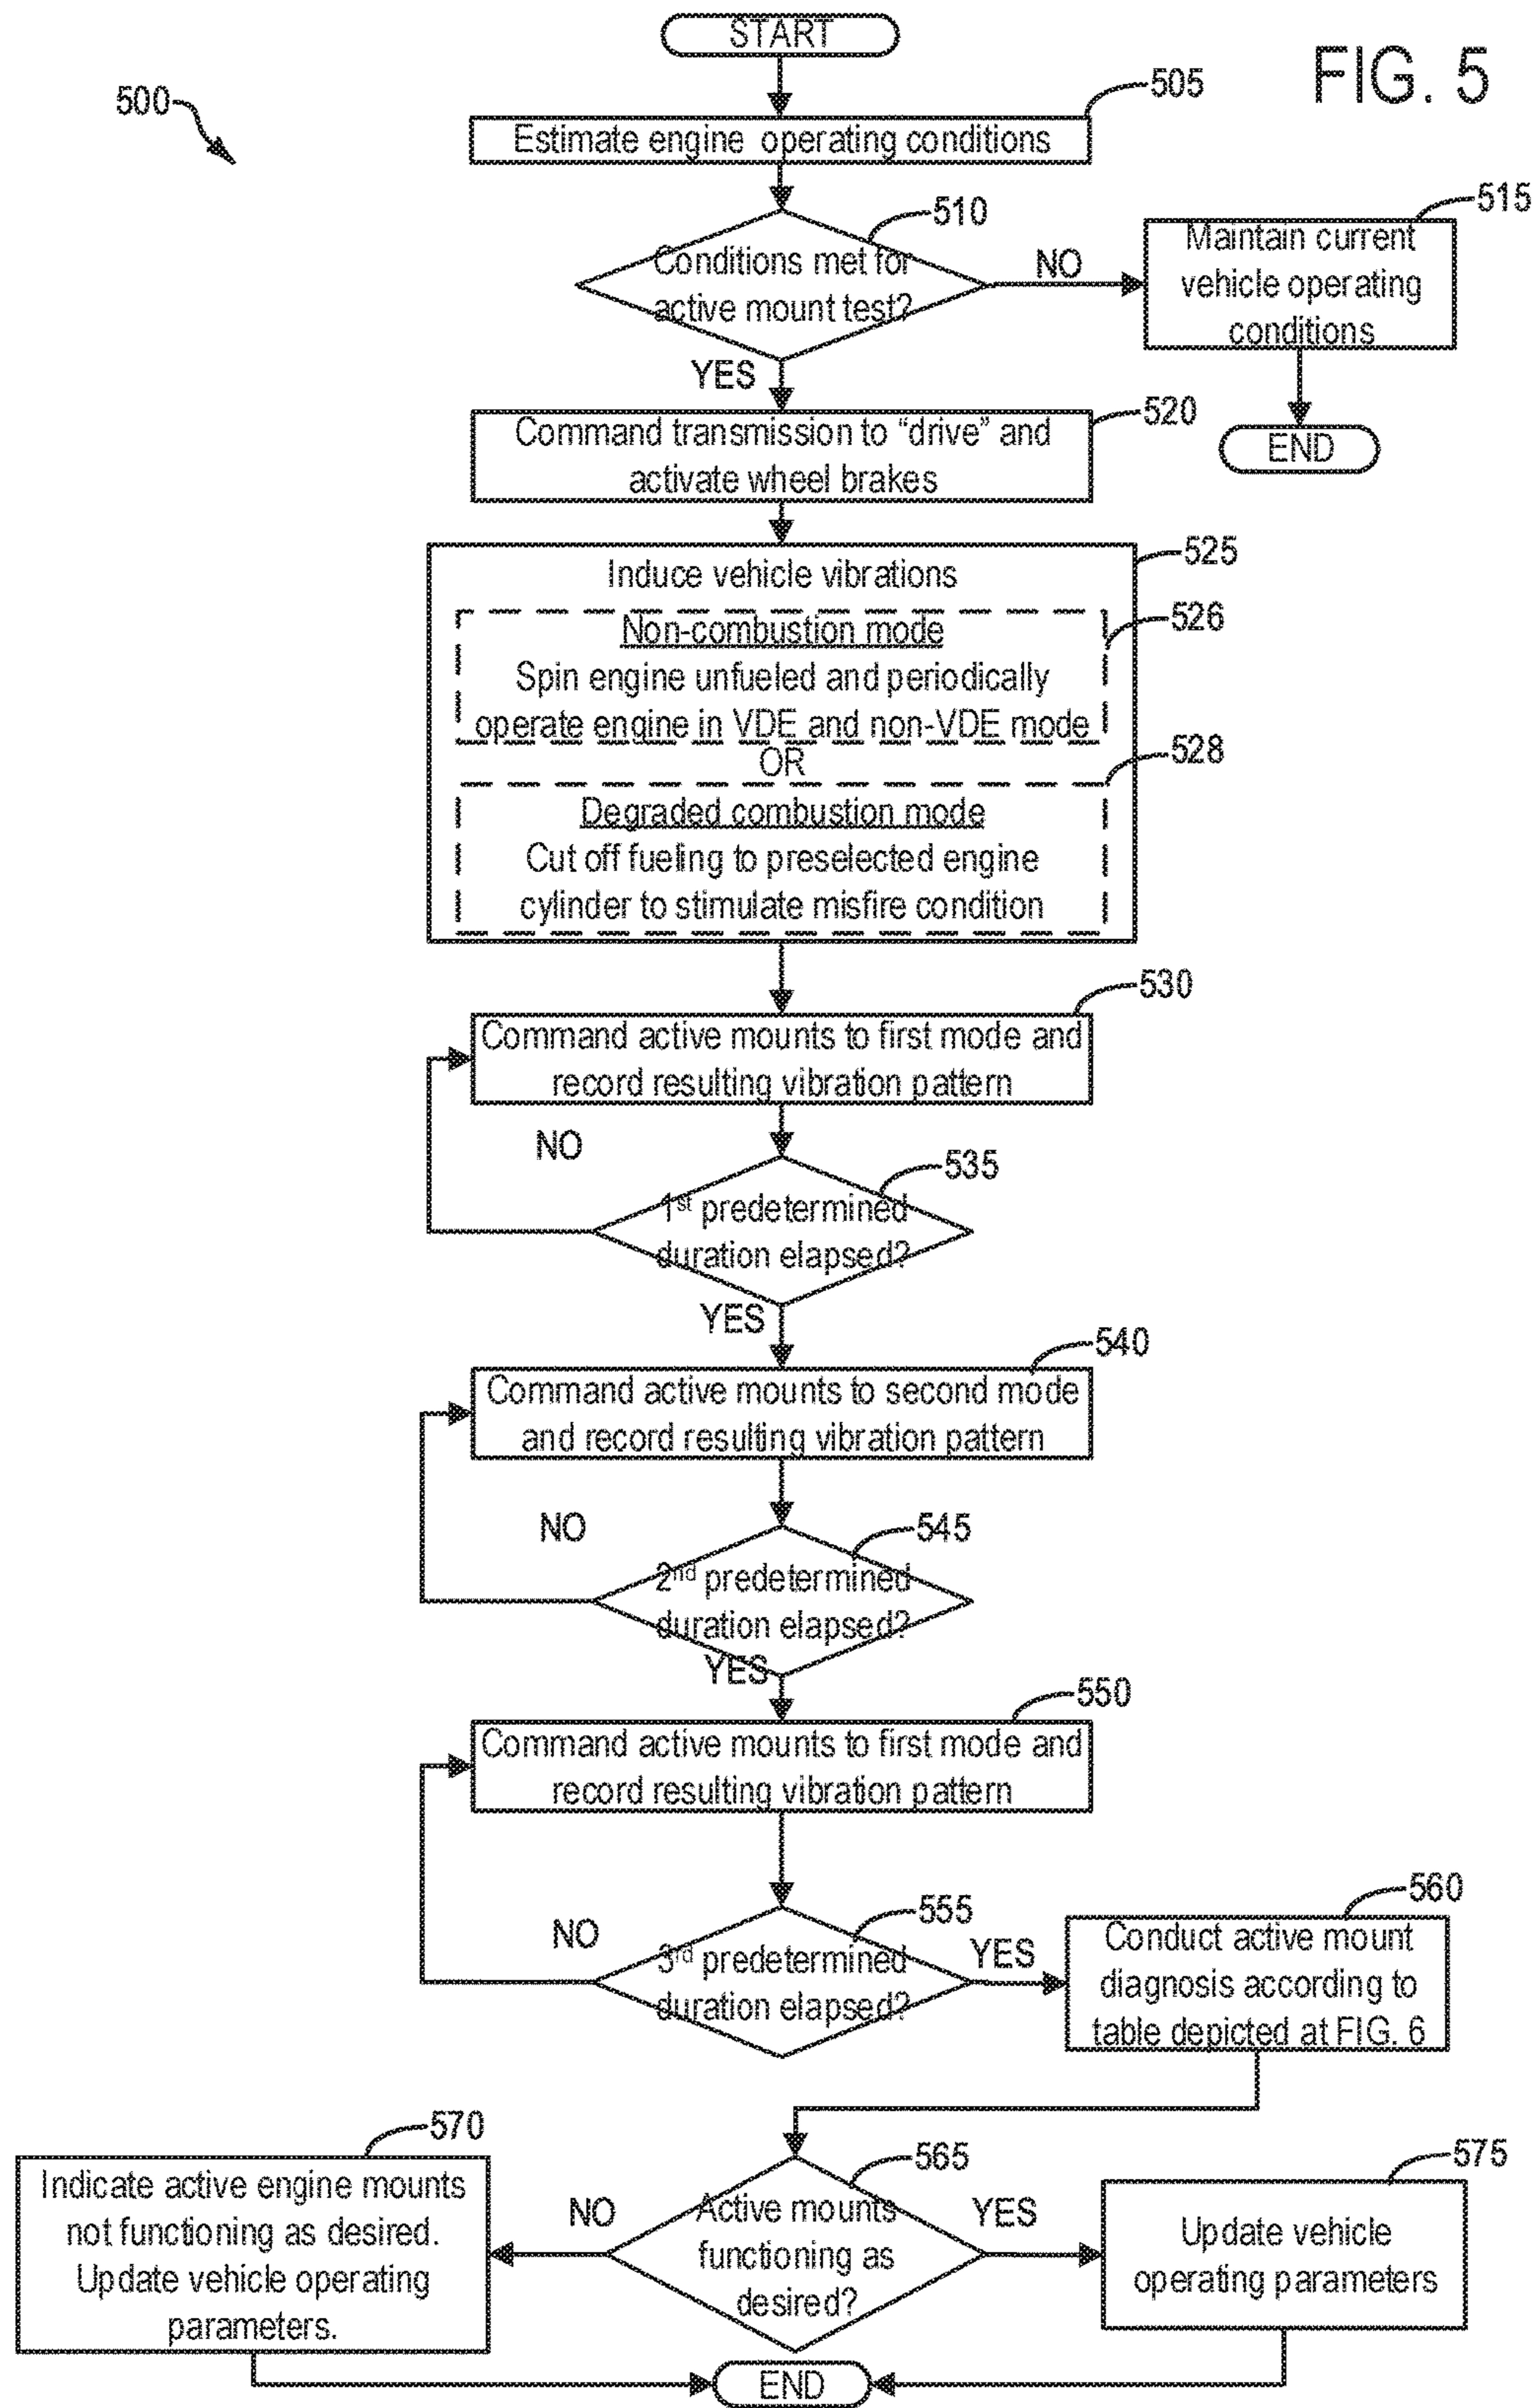 START
FIG. 5
500
505
Estimate engine operating conditions
510
Conditions met for
active mount test?
NO
515
Maintain current
vehicle operating
conditions
END
YES
520
Command transmission to “drive” and
activate wheel brakes
525
Induce vehicle vibrations
526
Non-combustion mode
Spin engine unfueled and periodically
operate engine in VDE and non-VDE mode
OR
528
Degraded combustion mode
Cut off fueling to preselected engine
cylinder to stimulate misfire condition
530
Command active mounts to first mode and
record resulting vibration pattern
NO
535
1st predetermined
duration elapsed?
YES
540
Command active mounts to second mode
and record resulting vibration pattern
NO
545
2nd predetermined
duration elapsed?
YES
550
Command active mounts to first mode and
record resulting vibration pattern
NO
555
3rd predetermined
duration elapsed?
YES
560
Conduct active mount
diagnosis according to
table depicted at FIG. 6
570
Indicate active engine mounts
not functioning as desired.
Update vehicle operating
parameters.
NO
565
Active mounts
functioning as
desired?
YES
575
Update vehicle
operating parameters
END